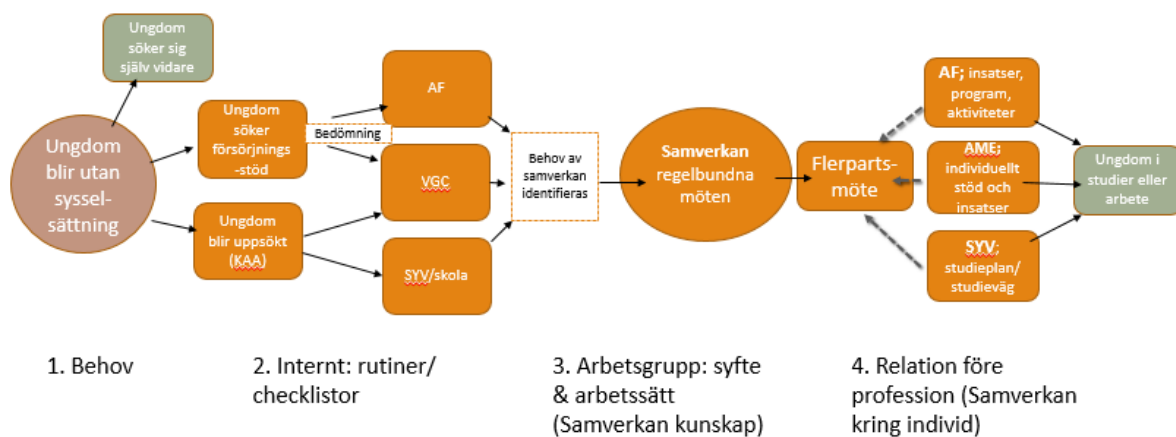 Ungdom
söker sig
själv vidare
Ungdom
blir utan
syssel-
sättning
Ungdom
söker
försörjnings
-stöd
Bedömning
Ungdom
blir uppsökt
(KAA)
AF
VGC
SYV/skola
Behov av
samverkan
identifieras
Samverkan
regelbundna
möten
Flerparts-
möte
AF; insatser,
program,
aktiviteter
AME;
individuellt
stöd och
insatser
SYV;
studieplan/
studieväg
Ungdom i
studier eller
arbete
1. Behov
2. Internt: rutiner/
checklistor
3. Arbetsgrupp: syfte
& arbetssätt
(Samverkan kunskap)
4. Relation före
profession (Samverkan
kring individ)